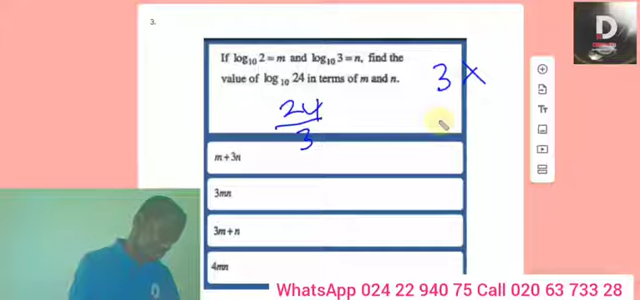 3.
If log₁₀ 2 = m and log₁₀ 3 = n, find the
value of log₁₀ 24 in terms of m and n.
3 ×
24
3
m + 3n
3mn
3m + n
4mn
WhatsApp 024 22 940 75 Call 020 63 733 28